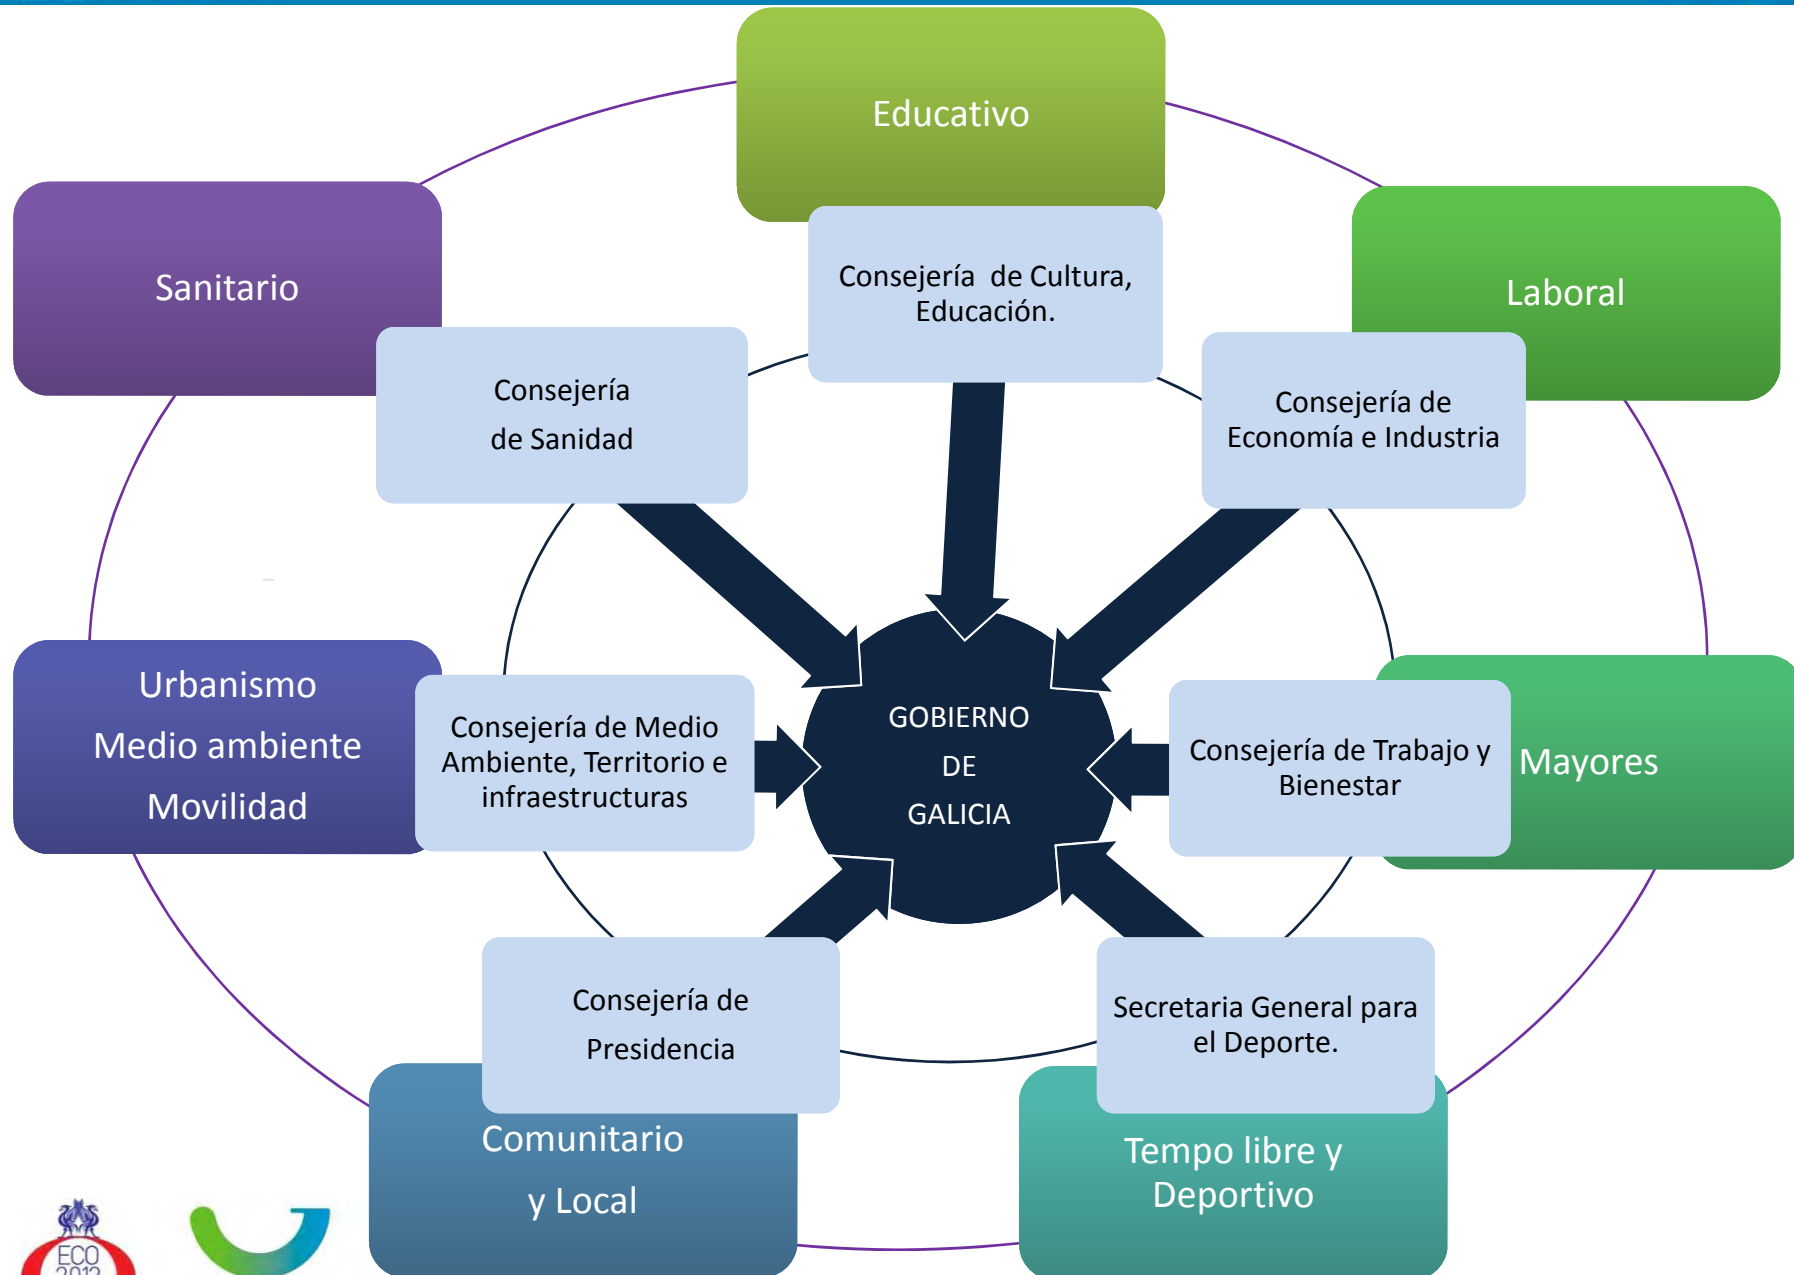 Educativo
Consejería de Cultura,
Educación.
Sanitario
Consejería
de Sanidad
Laboral
Consejería de
Economía e Industria
Urbanismo
Medio ambiente
Movilidad
Consejería de Medio
Ambiente, Territorio e
infraestructuras
GOBIERNO
DE
GALICIA
Consejería de Trabajo y
Bienestar
Mayores
Consejería de
Presidencia
Comunitario
y Local
Secretaria General para
el Deporte.
Tempo libre y
Deportivo
ECO